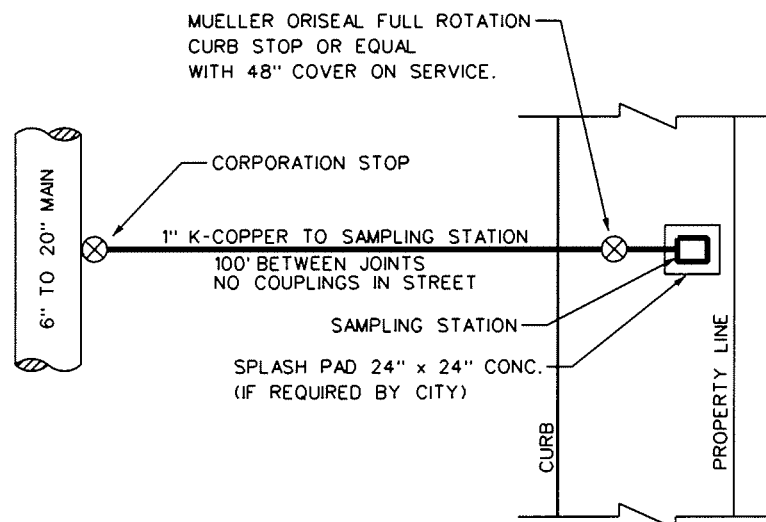 MUELLER ORISEAL FULL ROTATION
CURB STOP OR EQUAL
WITH 48" COVER ON SERVICE.
CORPORATION STOP
6" TO 20" MAIN
1" K-COPPER TO SAMPLING STATION
100' BETWEEN JOINTS
NO COUPLINGS IN STREET
SAMPLING STATION
SPLASH PAD 24" x 24" CONC.
(IF REQUIRED BY CITY)
CURB
PROPERTY LINE